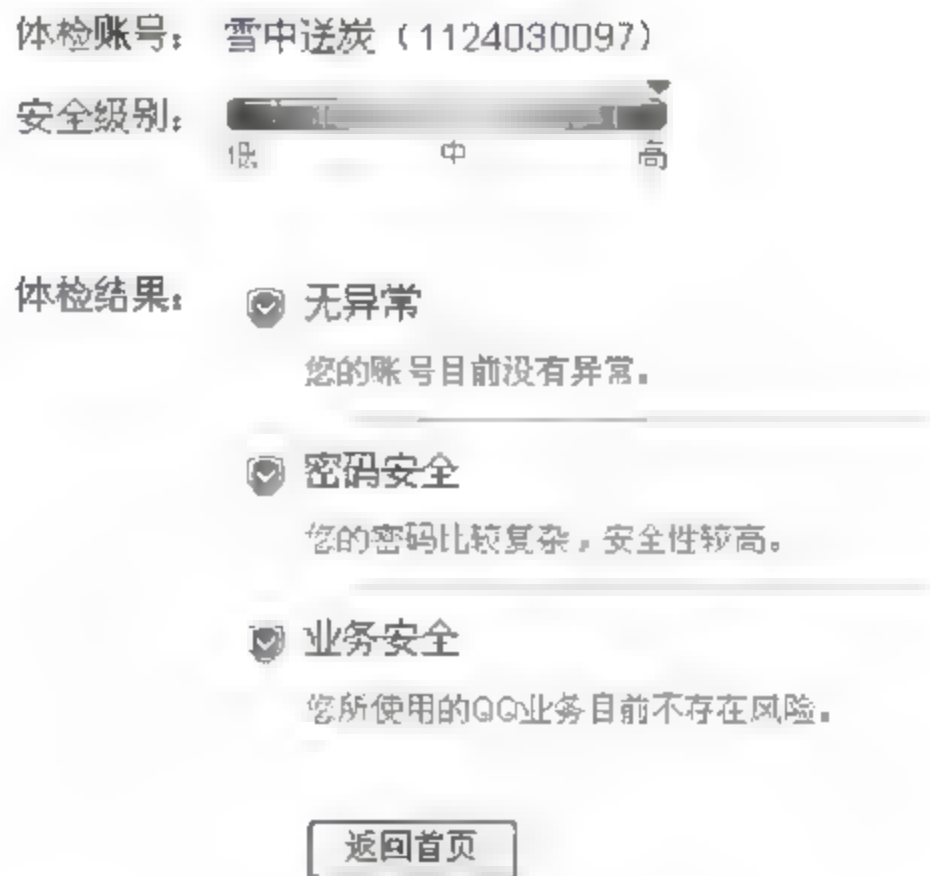 体检账号： 雪中送炭（1124030097）
安全级别：
低 中 高
体检结果： 无异常
您的账号目前没有异常。
密码安全
您的密码比较复杂，安全性较高。
业务安全
您所使用的QQ业务目前不存在风险。
返回首页